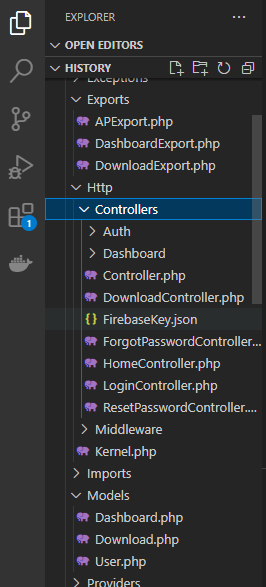 EXPLORER
OPEN EDITORS
HISTORY
Exceptions
Exports
APExport.php
DashboardExport.php
DownloadExport.php
Http
Controllers
Auth
Dashboard
Controller.php
DownloadController.php
{} FirebaseKey.json
ForgotPasswordController...
HomeController.php
LoginController.php
ResetPasswordController....
Middleware
Kernel.php
Imports
Models
Dashboard.php
Download.php
User.php
Providers
1